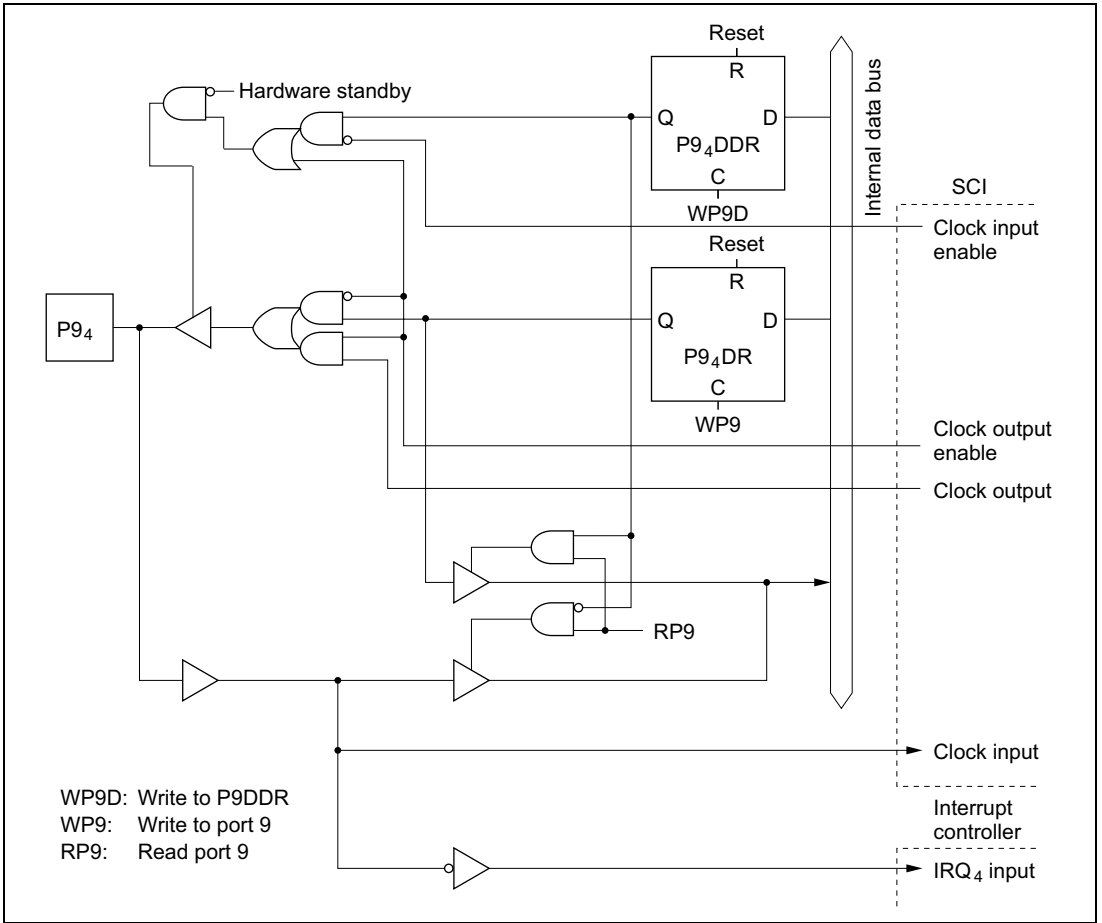 Reset
R
Hardware standby
Q
D
P9₄DDR
C
WP9D
Internal data bus
SCI
Clock input
enable
Reset
R
P9₄
Q
D
P9₄DR
C
WP9
Clock output
enable
Clock output
RP9
Clock input
WP9D: Write to P9DDR
WP9: Write to port 9
RP9: Read port 9
Interrupt
controller
IRQ₄ input